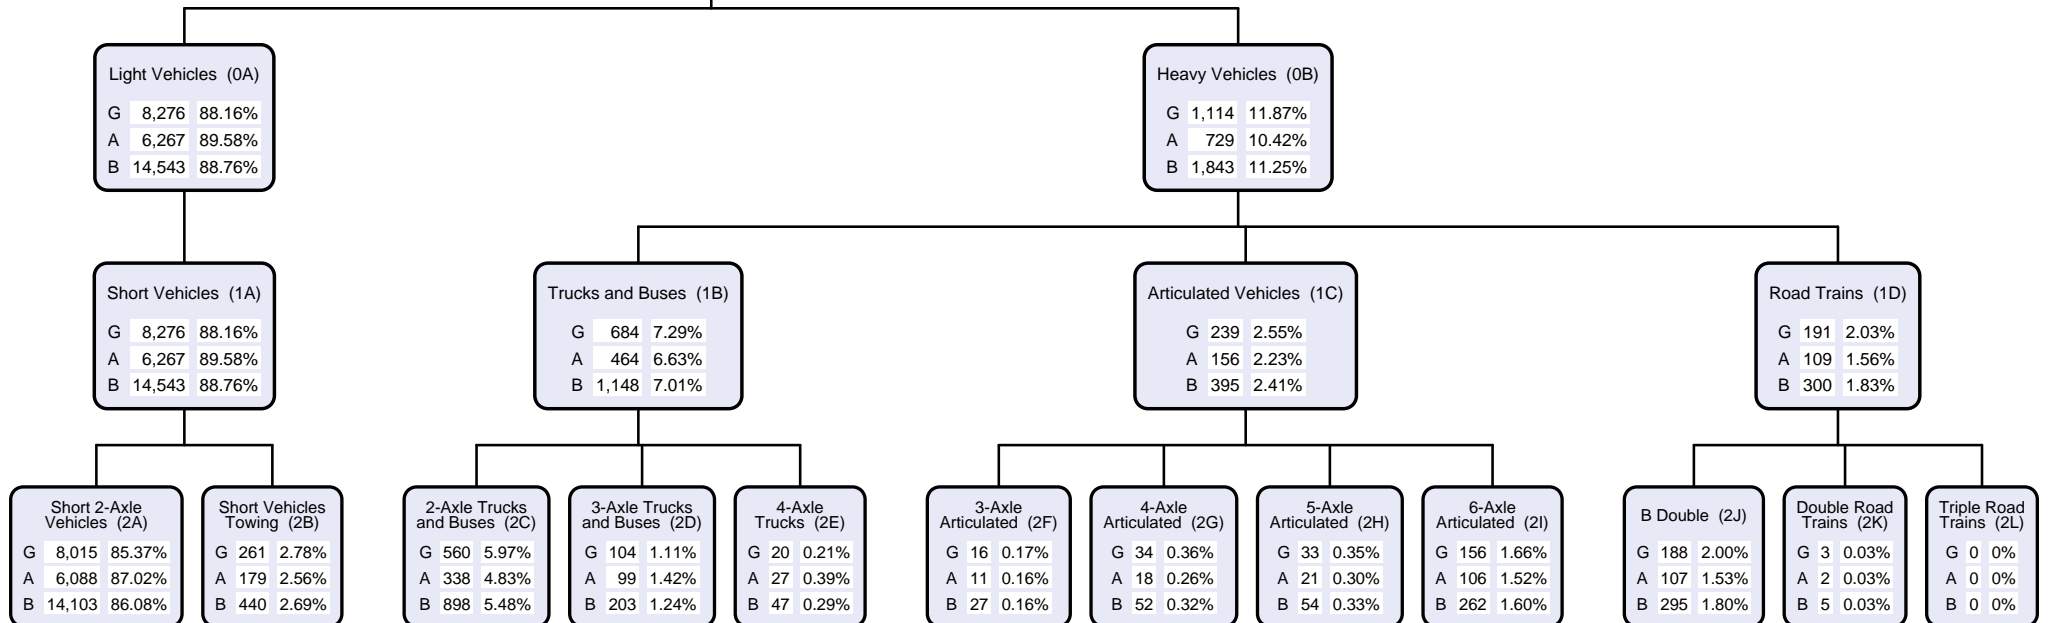 Light Vehicles (0A)
G 8,276 88.16%
A 6,267 89.58%
B 14,543 88.76%
Heavy Vehicles (0B)
G 1,114 11.87%
A 729 10.42%
B 1,843 11.25%
Short Vehicles (1A)
G 8,276 88.16%
A 6,267 89.58%
B 14,543 88.76%
Trucks and Buses (1B)
G 684 7.29%
A 464 6.63%
B 1,148 7.01%
Articulated Vehicles (1C)
G 239 2.55%
A 156 2.23%
B 395 2.41%
Road Trains (1D)
G 191 2.03%
A 109 1.56%
B 300 1.83%
Short 2-Axle
Vehicles (2A)
G 8,015 85.37%
A 6,088 87.02%
B 14,103 86.08%
Short Vehicles
Towing (2B)
G 261 2.78%
A 179 2.56%
B 440 2.69%
2-Axle Trucks
and Buses (2C)
G 560 5.97%
A 338 4.83%
B 898 5.48%
3-Axle Trucks
and Buses (2D)
G 104 1.11%
A 99 1.42%
B 203 1.24%
4-Axle
Trucks (2E)
G 20 0.21%
A 27 0.39%
B 47 0.29%
3-Axle
Articulated (2F)
G 16 0.17%
A 11 0.16%
B 27 0.16%
4-Axle
Articulated (2G)
G 34 0.36%
A 18 0.26%
B 52 0.32%
5-Axle
Articulated (2H)
G 33 0.35%
A 21 0.30%
B 54 0.33%
6-Axle
Articulated (2I)
G 156 1.66%
A 106 1.52%
B 262 1.60%
B Double (2J)
G 188 2.00%
A 107 1.53%
B 295 1.80%
Double Road
Trains (2K)
G 3 0.03%
A 2 0.03%
B 5 0.03%
Triple Road
Trains (2L)
G 0 0%
A 0 0%
B 0 0%